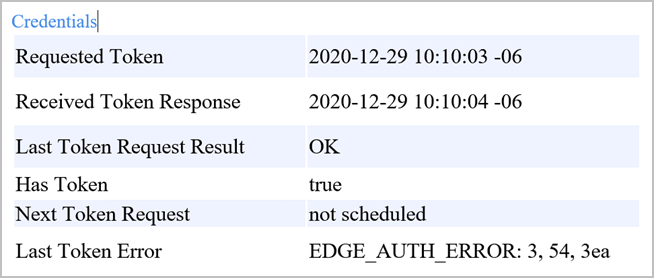 Credentials
Requested Token 2020-12-29 10:10:03 -06
Received Token Response 2020-12-29 10:10:04 -06
Last Token Request Result OK
Has Token true
Next Token Request not scheduled
Last Token Error EDGE_AUTH_ERROR: 3, 54, 3ea